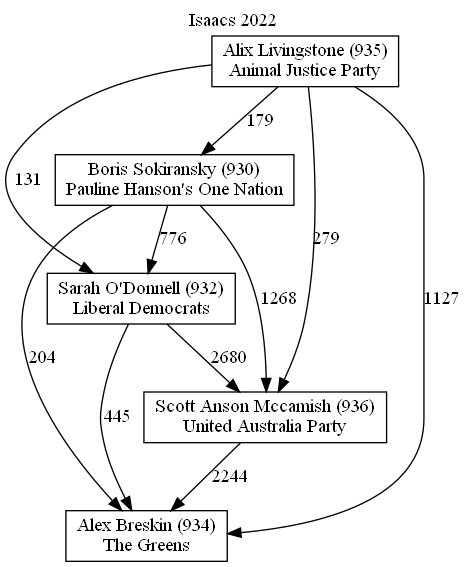 Isaacs 2022
Alix Livingstone (935)
Animal Justice Party
179
Boris Sokiransky (930)
Pauline Hanson's One Nation
131
776
279
Sarah O'Donnell (932)
Liberal Democrats
1268
1127
204
2680
445
Scott Anson Mccamish (936)
United Australia Party
2244
Alex Breskin (934)
The Greens